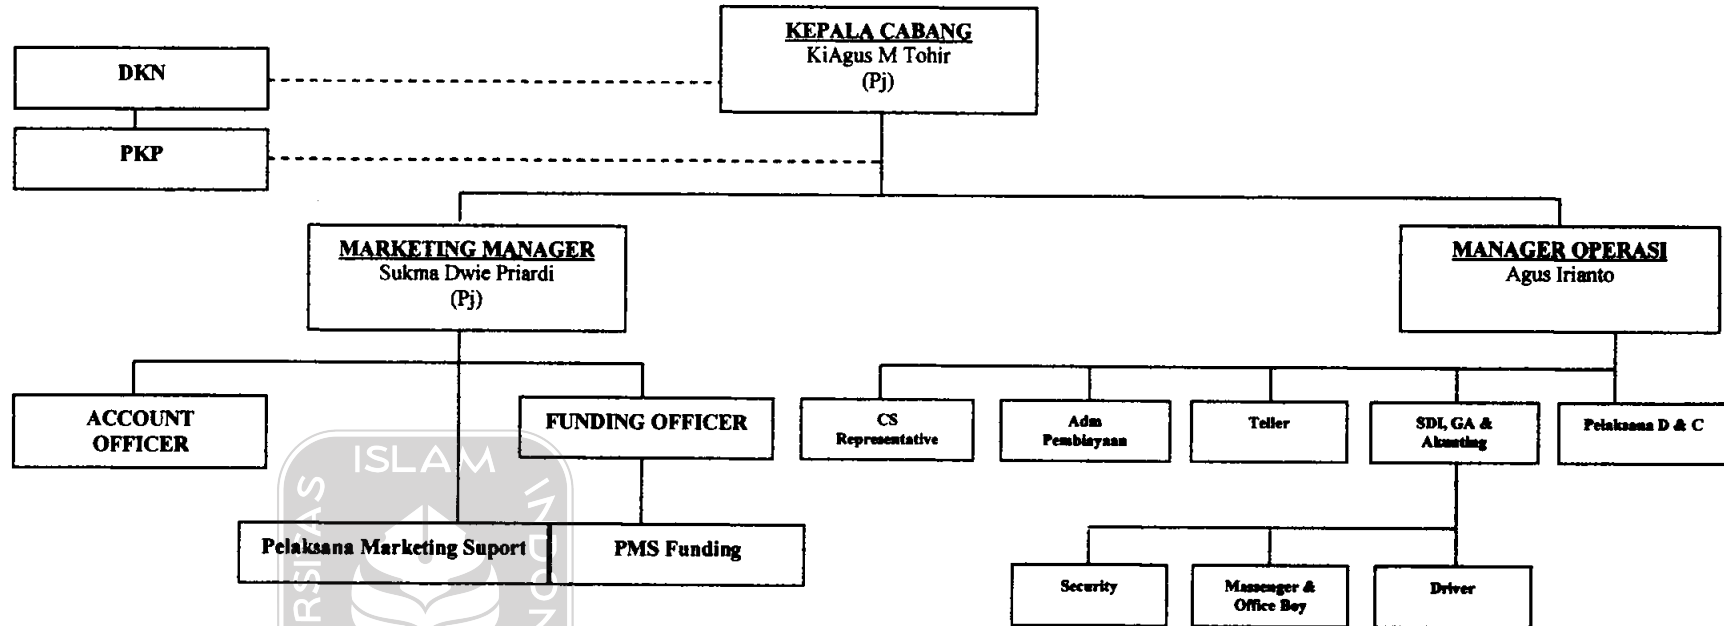 KEPALA CABANG
KiAgus M Tohir
(Pj)
DKN
PKP
MARKETING MANAGER
Sukma Dwie Priardi
(Pj)
MANAGER OPERASI
Agus Irianto
ACCOUNT
OFFICER
FUNDING OFFICER
CS
Representative
Adm
Pembiayaan
Teller
SDI, GA &
Akunting
Pelaksana D & C
Pelaksana Marketing Suport
PMS Funding
Security
Massenger &
Office Boy
Driver
ISLAM